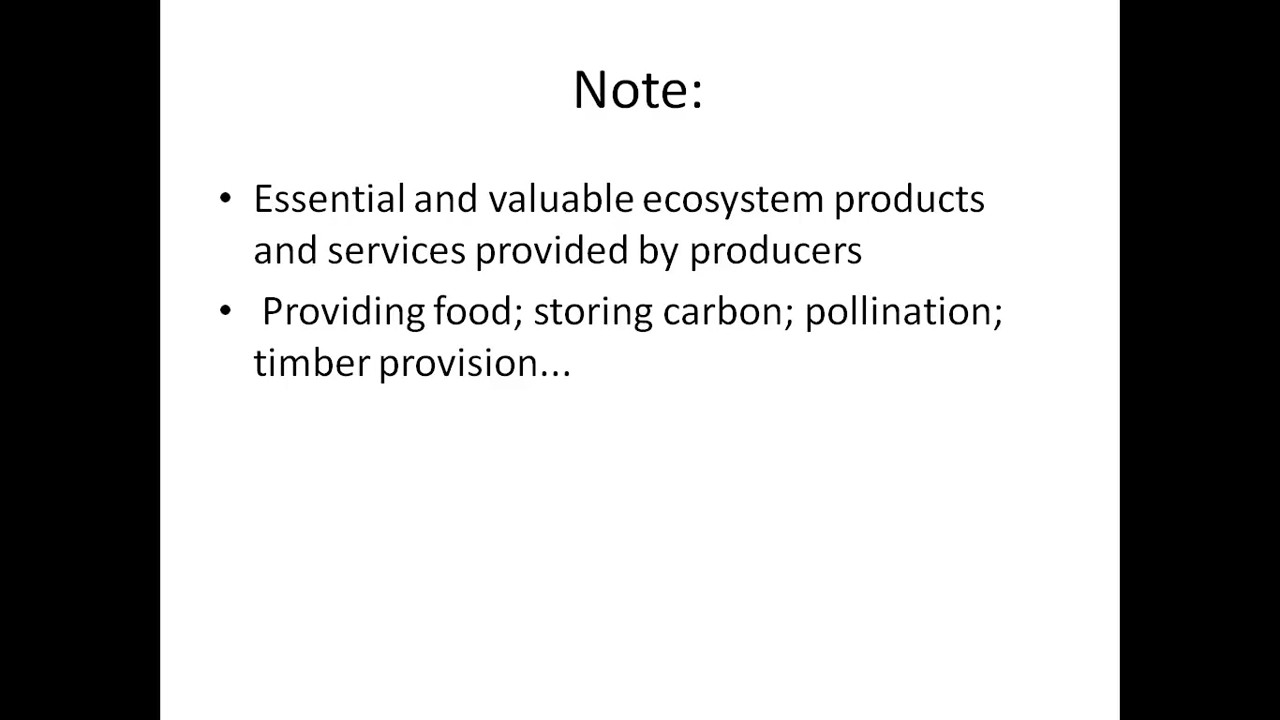 Note:
• Essential and valuable ecosystem products
and services provided by producers
• Providing food; storing carbon; pollination;
timber provision...